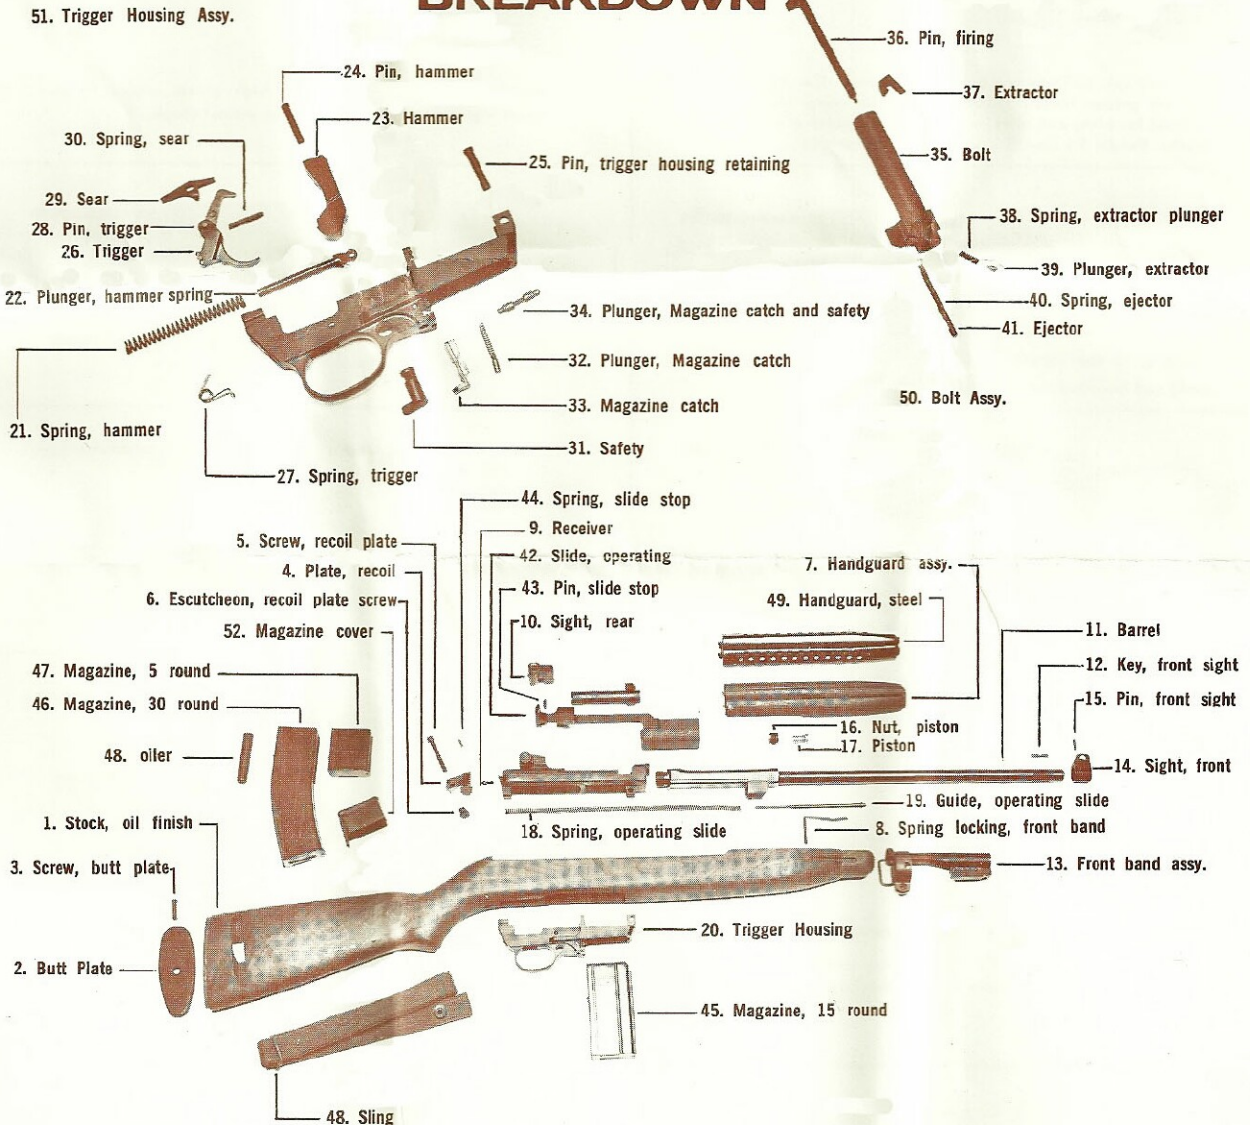 BREAKDOWN
51. Trigger Housing Assy.
36. Pin, firing
24. Pin, hammer
37. Extractor
23. Hammer
30. Spring, sear
35. Bolt
25. Pin, trigger housing retaining
29. Sear
38. Spring, extractor plunger
28. Pin, trigger
26. Trigger
39. Plunger, extractor
22. Plunger, hammer spring
40. Spring, ejector
34. Plunger, Magazine catch and safety
41. Ejector
32. Plunger, Magazine catch
50. Bolt Assy.
33. Magazine catch
21. Spring, hammer
31. Safety
27. Spring, trigger
44. Spring, slide stop
9. Receiver
5. Screw, recoil plate
42. Slide, operating
7. Handguard assy.
4. Plate, recoil
43. Pin, slide stop
6. Escutcheon, recoil plate screw
49. Handguard, steel
10. Sight, rear
52. Magazine cover
11. Barrel
47. Magazine, 5 round
12. Key, front sight
46. Magazine, 30 round
15. Pin, front sight
16. Nut, piston
17. Piston
48. oiler
14. Sight, front
19. Guide, operating slide
1. Stock, oil finish
18. Spring, operating slide
8. Spring locking, front band
3. Screw, butt plate
13. Front band assy.
20. Trigger Housing
2. Butt Plate
45. Magazine, 15 round
48. Sling